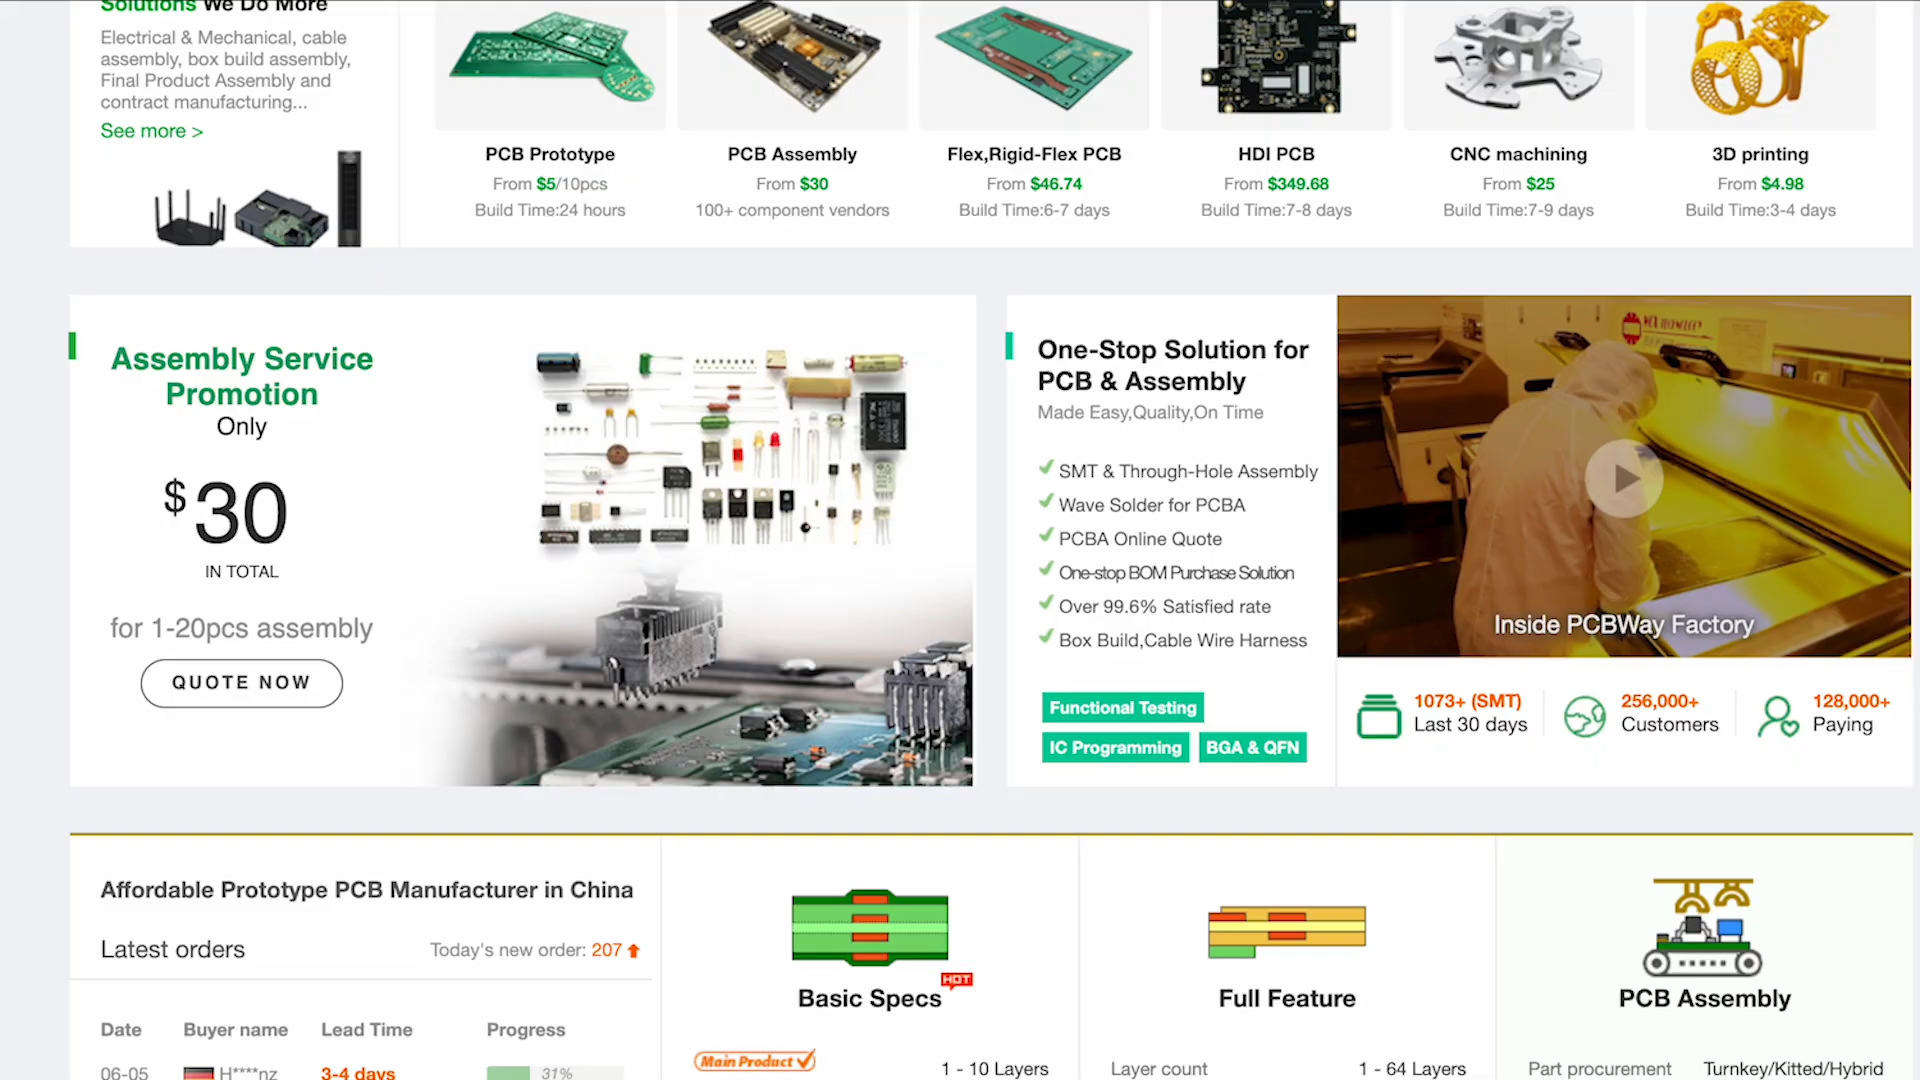 Solutions We Do More
Electrical & Mechanical, cable
assembly, box build assembly,
Final Product Assembly and
contract manufacturing...
See more >
PCB Prototype
From $5/10pcs
Build Time:24 hours
PCB Assembly
From $30
100+ component vendors
Flex,Rigid-Flex PCB
From $46.74
Build Time:6-7 days
HDI PCB
From $349.68
Build Time:7-8 days
CNC machining
From $25
Build Time:7-9 days
3D printing
From $4.98
Build Time:3-4 days
Assembly Service
Promotion
Only
$30
IN TOTAL
for 1-20pcs assembly
QUOTE NOW
One-Stop Solution for
PCB & Assembly
Made Easy,Quality,On Time
SMT & Through-Hole Assembly
Wave Solder for PCBA
PCBA Online Quote
One-stop BOM Purchase Solution
Over 99.6% Satisfied rate
Box Build,Cable Wire Harness
Functional Testing
IC Programming
BGA & QFN
Inside PCBWay Factory
1073+ (SMT)
Last 30 days
256,000+
Customers
128,000+
Paying
Affordable Prototype PCB Manufacturer in China
Latest orders
Today's new order: 207
Date Buyer name Lead Time Progress
06-05 H****nz 3-4 days 31%
Basic Specs
HOT
Main Product
1 - 10 Layers
Full Feature
Layer count 1 - 64 Layers
PCB Assembly
Part procurement Turnkey/Kitted/Hybrid